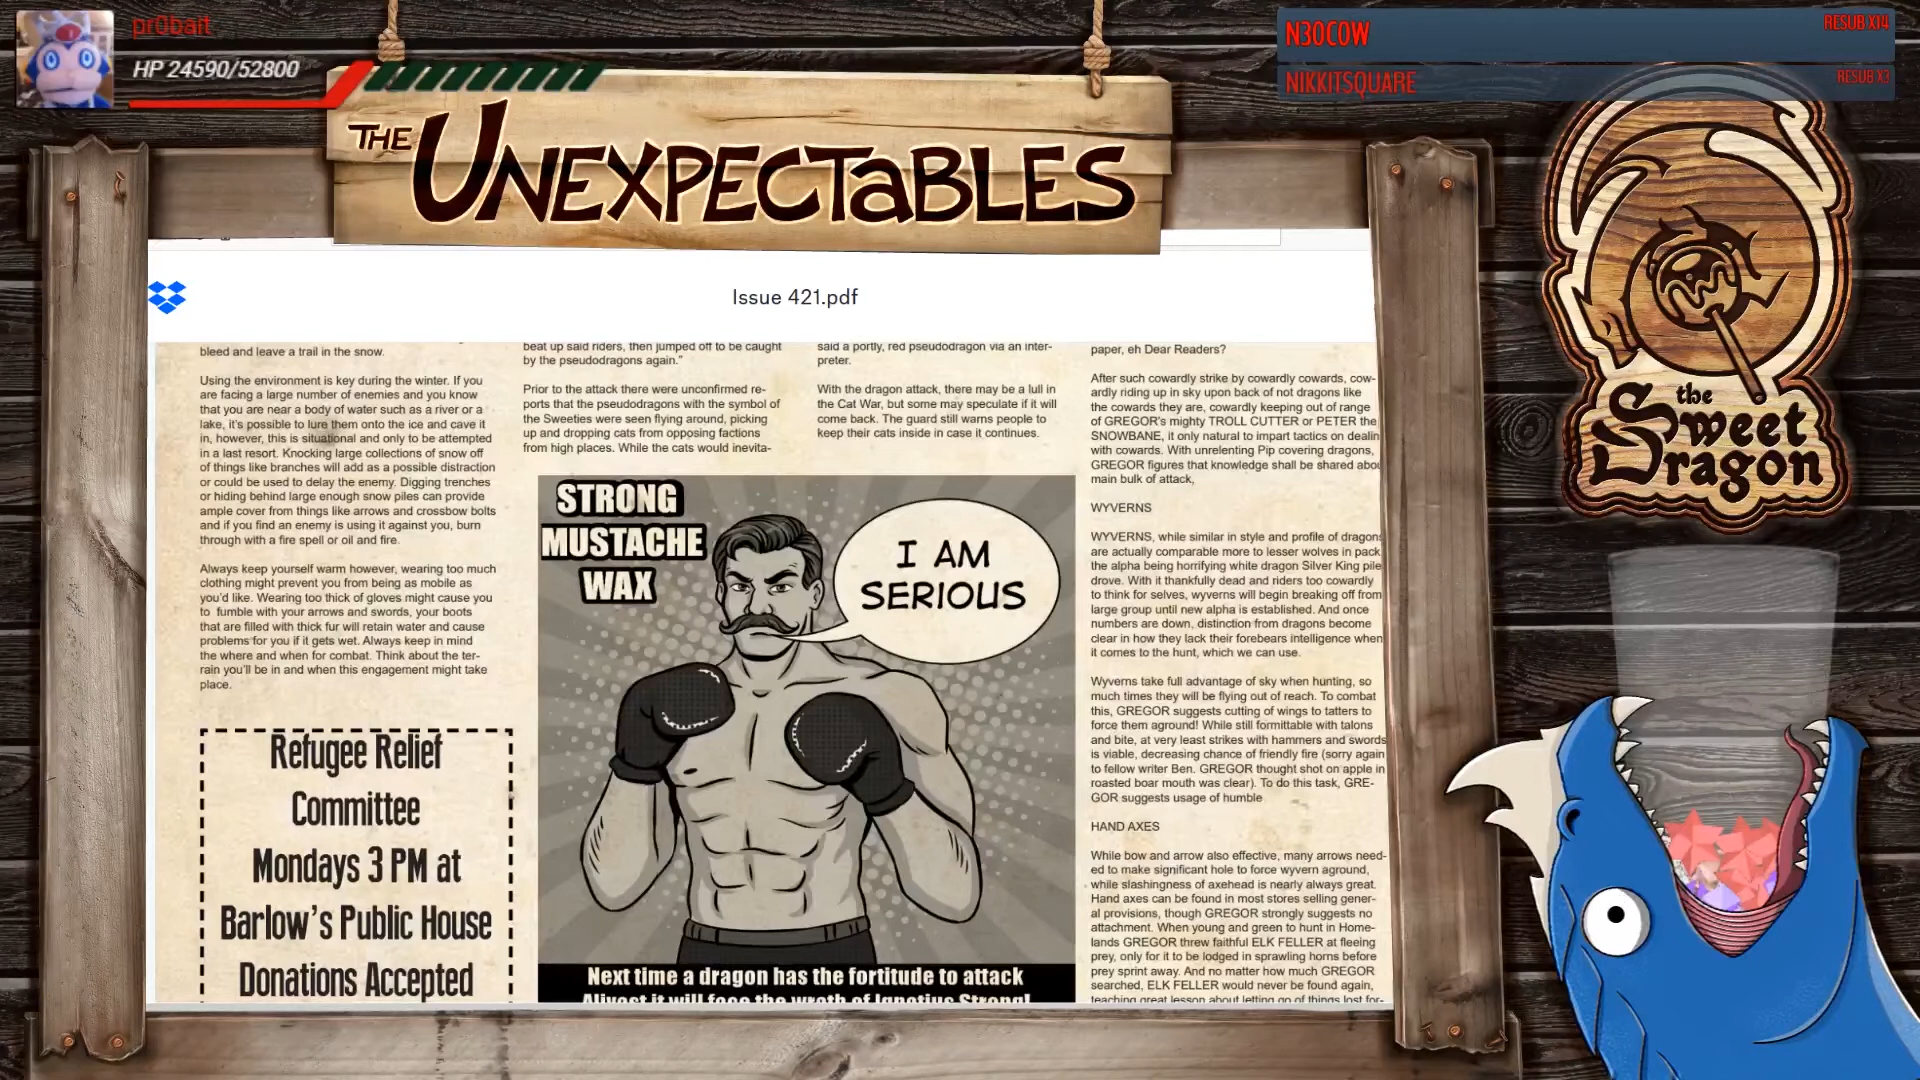 pr0bait
HP 24590/52800
N30C0W
RESUB X14
NIKKITSQUARE
RESUB X3
THE UNEXPECTABLES
the
Sweet
Dragon
Issue 421.pdf
bleed and leave a trail in the snow.
Using the environment is key during the winter. If you
are facing a large number of enemies and you know
that you are near a body of water such as a river or a
lake, it's possible to lure them onto the ice and cave it
in, however, this is situational and only to be attempted
in a last resort. Knocking large collections of snow off
of things like branches will add as a possible distraction
or could be used to delay the enemy. Digging trenches
or hiding behind large enough snow piles can provide
ample cover from things like arrows and crossbow bolts
and if you find an enemy is using it against you, burn
through with a fire spell or oil and fire.
Always keep yourself warm however, wearing too much
clothing might prevent you from being as mobile as
you'd like. Wearing too thick of gloves might cause you
to fumble with your arrows and swords, your boots
that are filled with thick fur will retain water and cause
problems for you if it gets wet. Always keep in mind
the where and when for combat. Think about the ter-
rain you'll be in and when this engagement might take
place.
Refugee Relief
Committee
Mondays 3 PM at
Barlow's Public House
Donations Accepted
beat up said riders, then jumped off to be caught
by the pseudodragons again."
Prior to the attack there were unconfirmed re-
ports that the pseudodragons with the symbol of
the Sweeties were seen flying around, picking
up and dropping cats from opposing factions
from high places. While the cats would inevita-
said a portly, red pseudodragon via an inter-
preter.
With the dragon attack, there may be a lull in
the Cat War, but some may speculate if it will
come back. The guard still warns people to
keep their cats inside in case it continues.
STRONG
MUSTACHE
WAX
I AM
SERIOUS
Next time a dragon has the fortitude to attack
Alivast it will face the wrath of Ignatius Strong!
paper, eh Dear Readers?
After such cowardly strike by cowardly cowards, cow-
ardly riding up in sky upon back of not dragons like
the cowards they are, cowardly keeping out of range
of GREGOR's mighty TROLL CUTTER or PETER the
SNOWBANE, it only natural to impart tactics on dealin
with cowards. With unrelenting Pip covering dragons,
GREGOR figures that knowledge shall be shared abou
main bulk of attack,
WYVERNS
WYVERNS, while similar in style and profile of dragons
are actually comparable more to lesser wolves in pack,
the alpha being horrifying white dragon Silver King pile
drove. With it thankfully dead and riders too cowardly
to think for selves, wyverns will begin breaking off from
large group until new alpha is established. And once
numbers are down, distinction from dragons become
clear in how they lack their forebears intelligence when
it comes to the hunt, which we can use.
Wyverns take full advantage of sky when hunting, so
much times they will be flying out of reach. To combat
this, GREGOR suggests cutting of wings to tatters to
force them aground! While still formittable with talons
and bite, at very least strikes with hammers and swords
is viable, decreasing chance of friendly fire (sorry again
to fellow writer Ben. GREGOR thought shot on apple in
roasted boar mouth was clear). To do this task, GRE-
GOR suggests usage of humble
HAND AXES
While bow and arrow also effective, many arrows need-
ed to make significant hole to force wyvern aground,
while slashingness of axehead is nearly always great.
Hand axes can be found in most stores selling gener-
al provisions, though GREGOR strongly suggests no
attachment. When young and green to hunt in Home-
lands GREGOR threw faithful ELK FELLER at fleeing
prey, only for it to be lodged in sprawling horns before
prey sprint away. And no matter how much GREGOR
searched, ELK FELLER would never be found again,
teaching great lesson about letting go of things lost for-